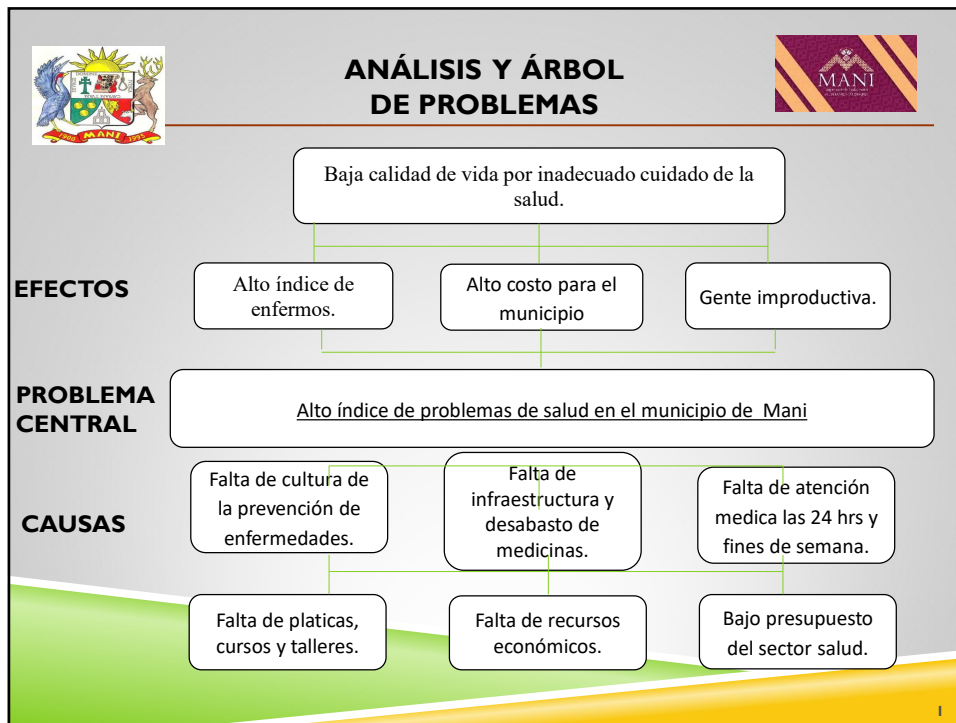 ANÁLISIS Y ÁRBOL
DE PROBLEMAS
1900 MANI 1995
MANI
Baja calidad de vida por inadecuado cuidado de la
salud.
EFECTOS
Alto índice de
enfermos.
Alto costo para el
municipio
Gente improductiva.
PROBLEMA
CENTRAL
Alto índice de problemas de salud en el municipio de Mani
CAUSAS
Falta de cultura de
la prevención de
enfermedades.
Falta de
infraestructura y
desabasto de
medicinas.
Falta de atención
medica las 24 hrs y
fines de semana.
Falta de platicas,
cursos y talleres.
Falta de recursos
económicos.
Bajo presupuesto
del sector salud.
1